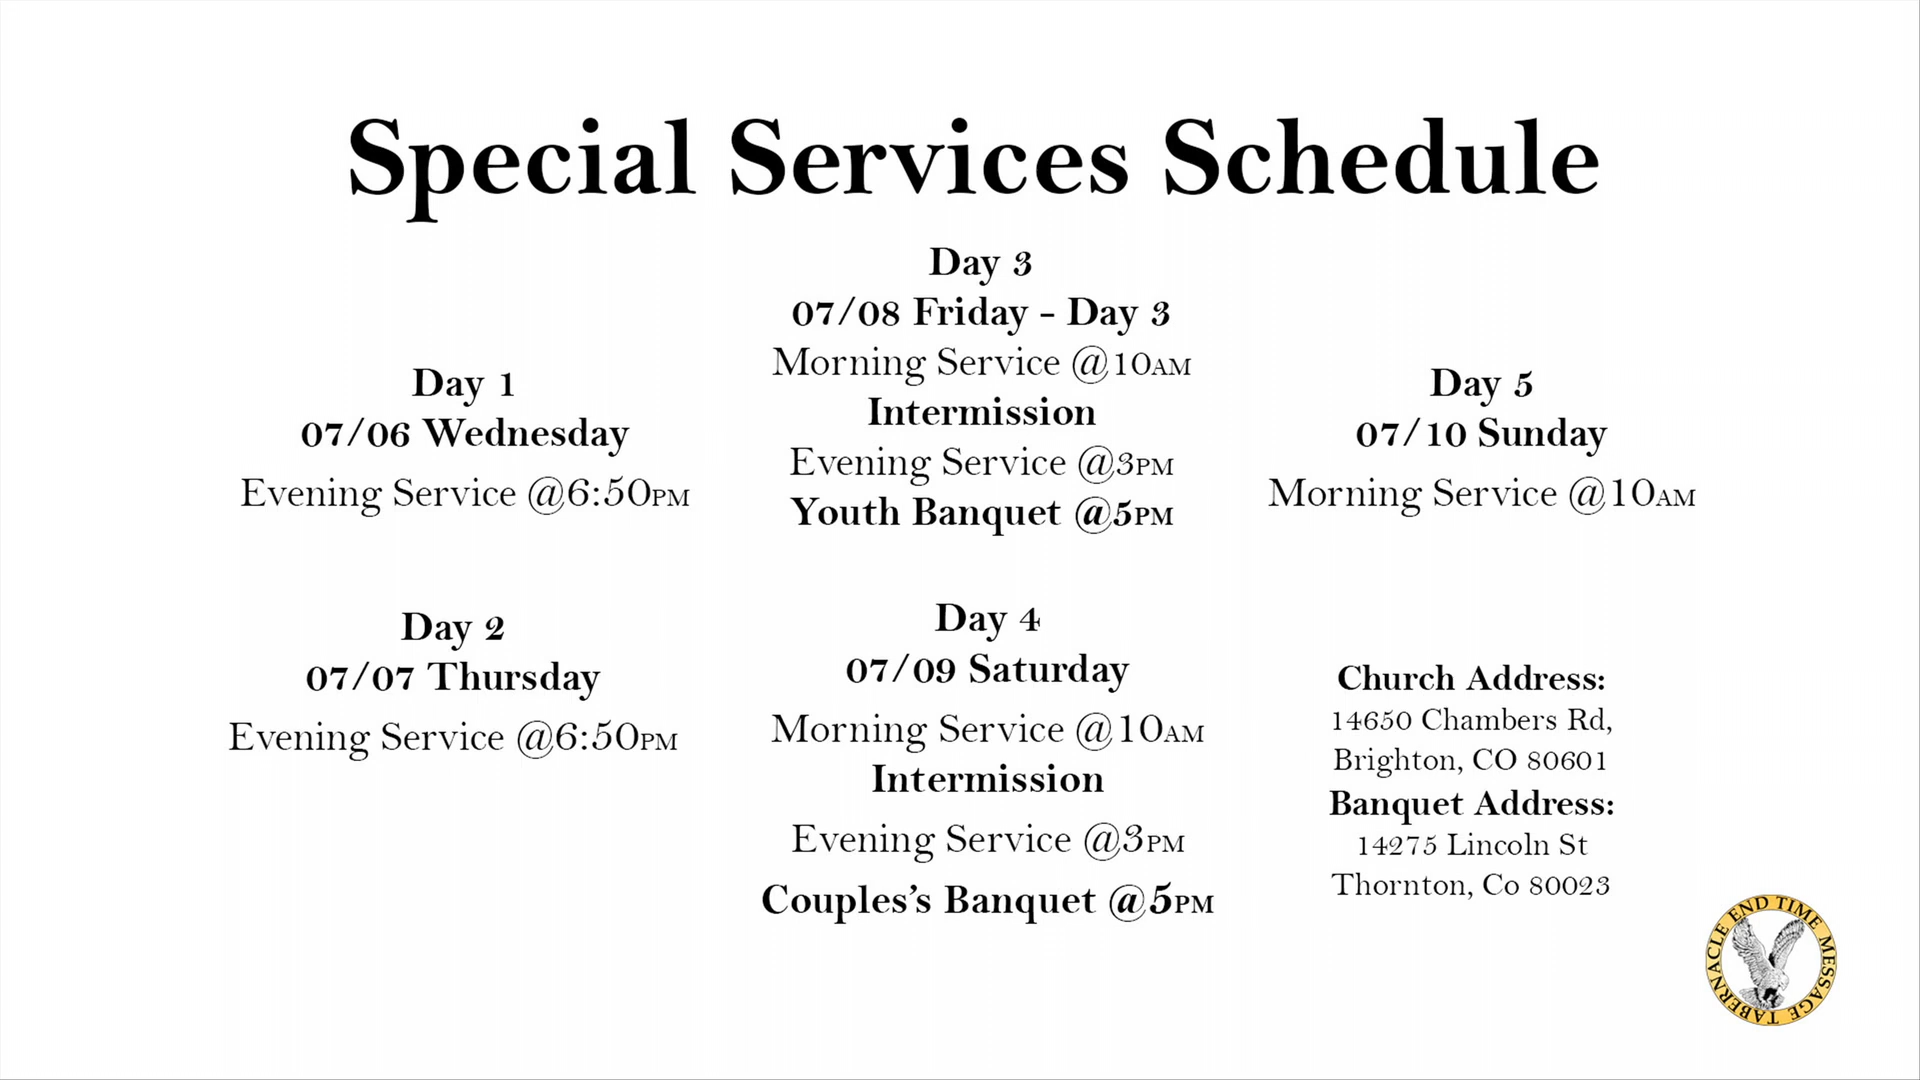 Special Services Schedule
Day 1
07/06 Wednesday
Evening Service @6:50PM
Day 2
07/07 Thursday
Evening Service @6:50PM
Day 3
07/08 Friday - Day 3
Morning Service @10AM
Intermission
Evening Service @3PM
Youth Banquet @5PM
Day 4
07/09 Saturday
Morning Service @10AM
Intermission
Evening Service @3PM
Couples’s Banquet @5PM
Day 5
07/10 Sunday
Morning Service @10AM
Church Address:
14650 Chambers Rd,
Brighton, CO 80601
Banquet Address:
14275 Lincoln St
Thornton, Co 80023
END TIME MESSAGE TABERNACLE